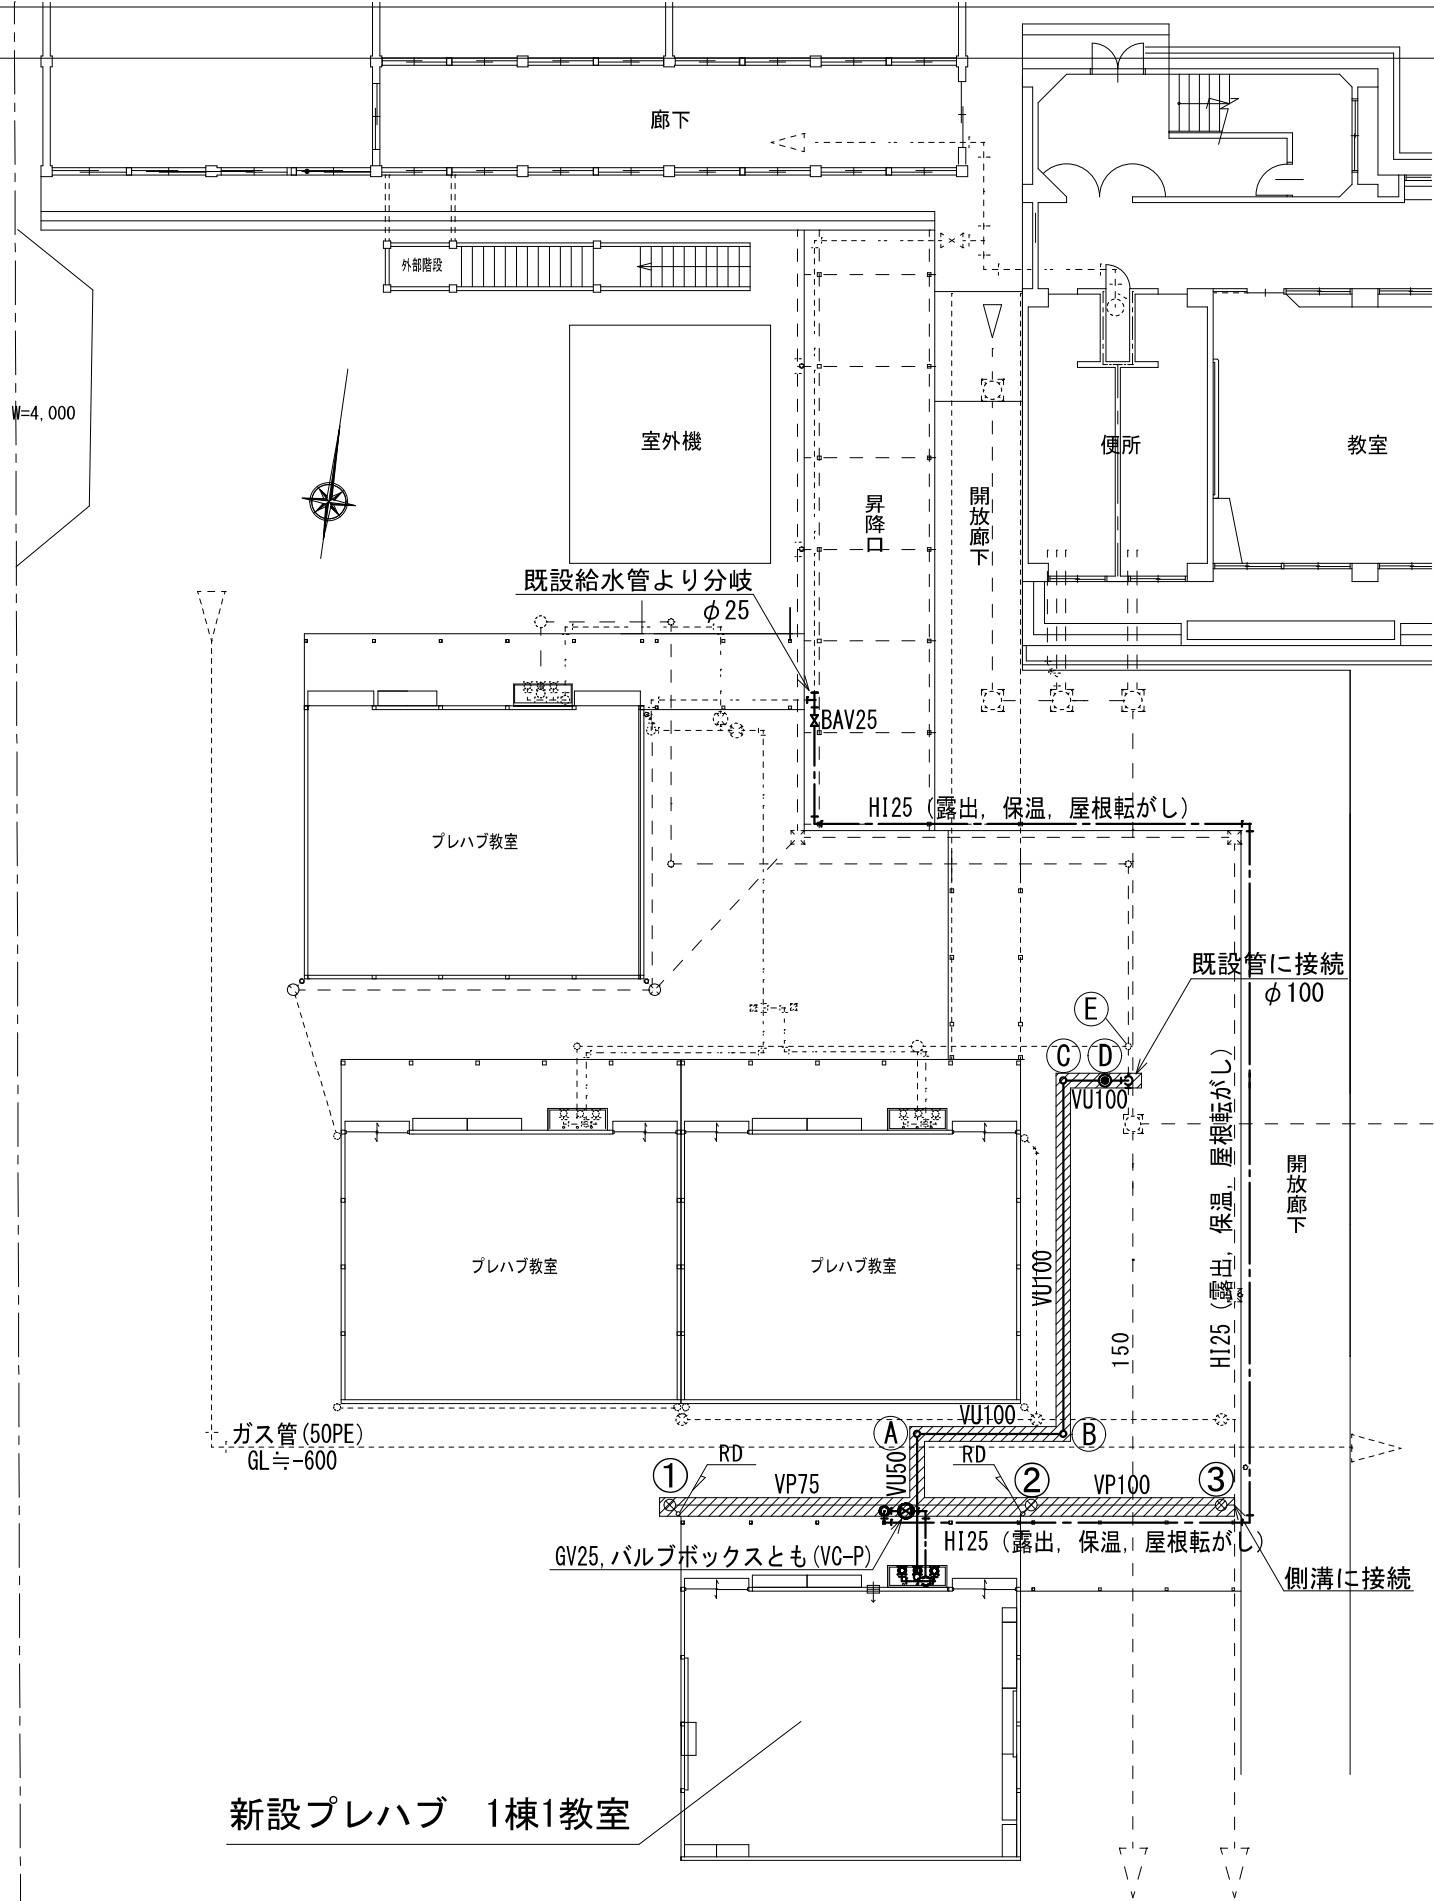 廊下
外部階段
W=4,000
室外機
便所
教室
昇降口
開放廊下
既設給水管より分岐
φ25
BAV25
HI25 (露出, 保温, 屋根転がし)
プレハブ教室
既設管に接続
φ100
E
C
D
VU100
HI25 (露出, 保温, 屋根転がし)
開放廊下
プレハブ教室
プレハブ教室
VU100
150
ガス管(50PE)
GL≒-600
A
VU100
B
RD
VU50
RD
1
VP75
2
VP100
3
GV25,バルブボックスとも(VC-P)
HI25 (露出, 保温, 屋根転がし)
側溝に接続
新設プレハブ 1棟1教室